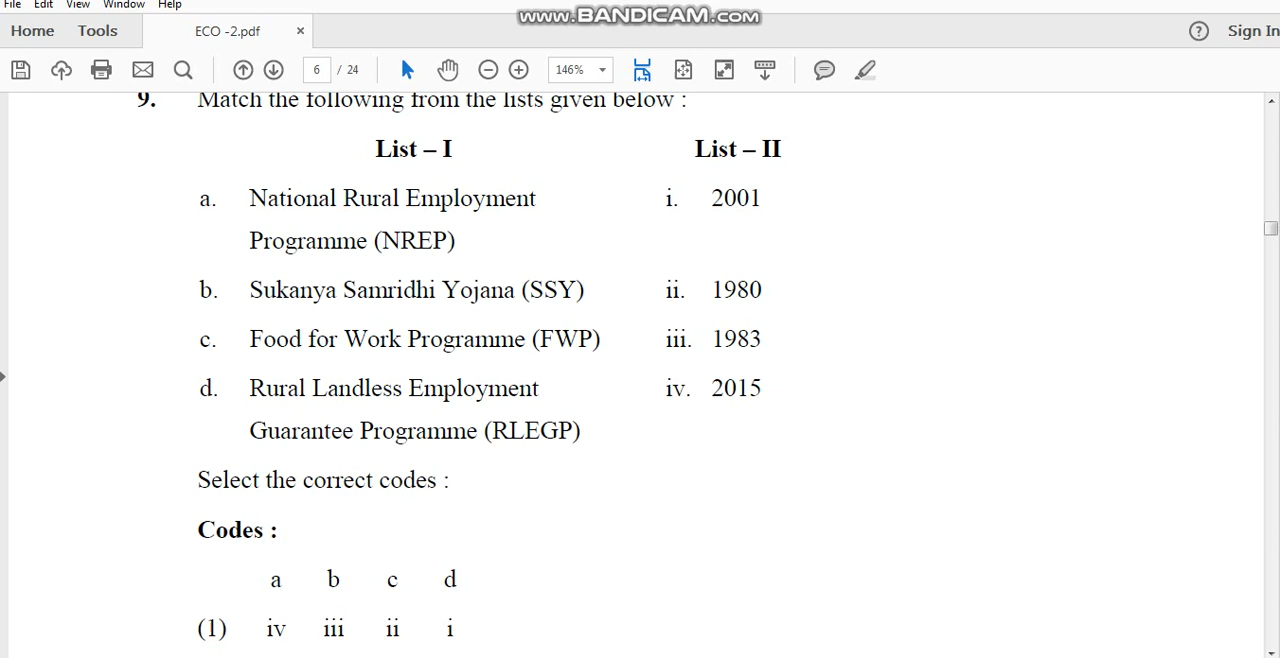 File Edit View Window Help
www.BANDICAM.com
Home Tools ECO -2.pdf × ? Sign In
6 / 24 146%
9. Match the following from the lists given below :
List – I List – II
a. National Rural Employment i. 2001
Programme (NREP)
b. Sukanya Samridhi Yojana (SSY) ii. 1980
c. Food for Work Programme (FWP) iii. 1983
d. Rural Landless Employment iv. 2015
Guarantee Programme (RLEGP)
Select the correct codes :
Codes :
a b c d
(1) iv iii ii i